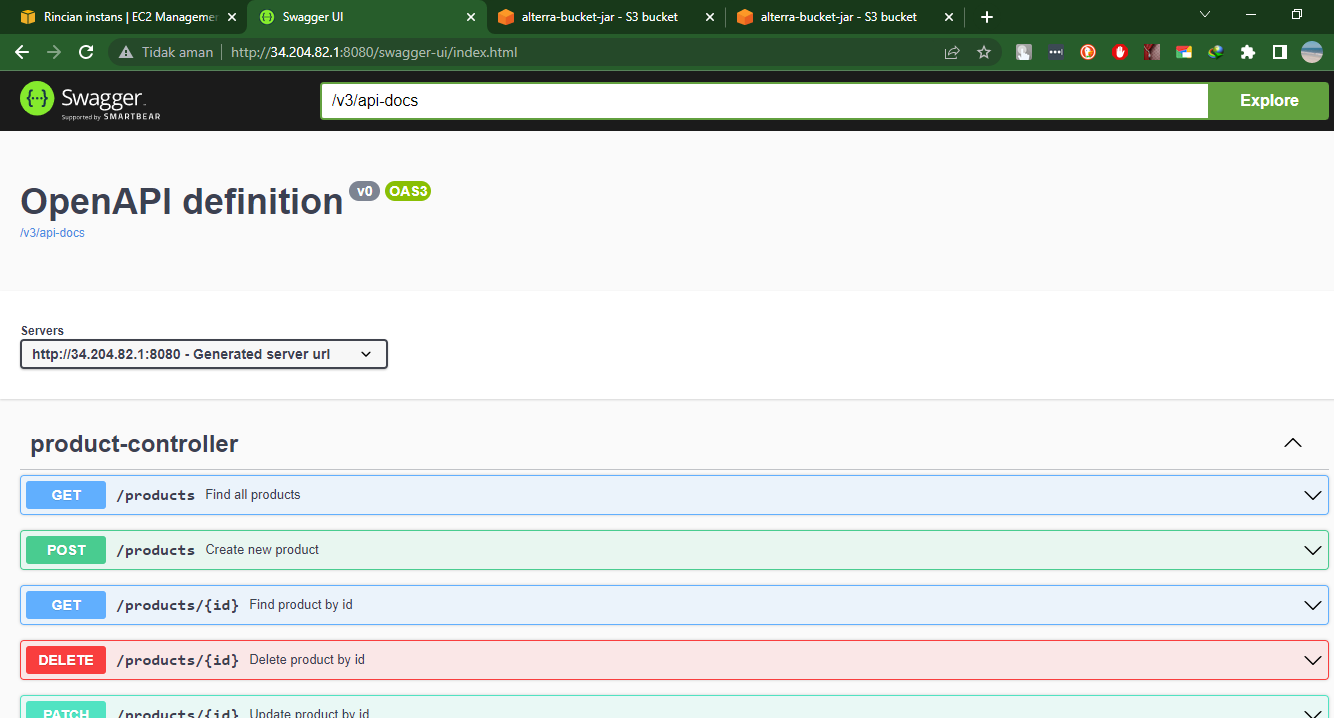 Rincian instans | EC2 Managemer
Swagger UI
alterra-bucket-jar - S3 bucket
alterra-bucket-jar - S3 bucket
Tidak aman
http://34.204.82.1:8080/swagger-ui/index.html
Swagger.
Supported by SMARTBEAR
/v3/api-docs
Explore
OpenAPI definition v0 OAS3
/v3/api-docs
Servers
http://34.204.82.1:8080 - Generated server url
product-controller
GET /products Find all products
POST /products Create new product
GET /products/{id} Find product by id
DELETE /products/{id} Delete product by id
PATCH /products/{id} Update product by id